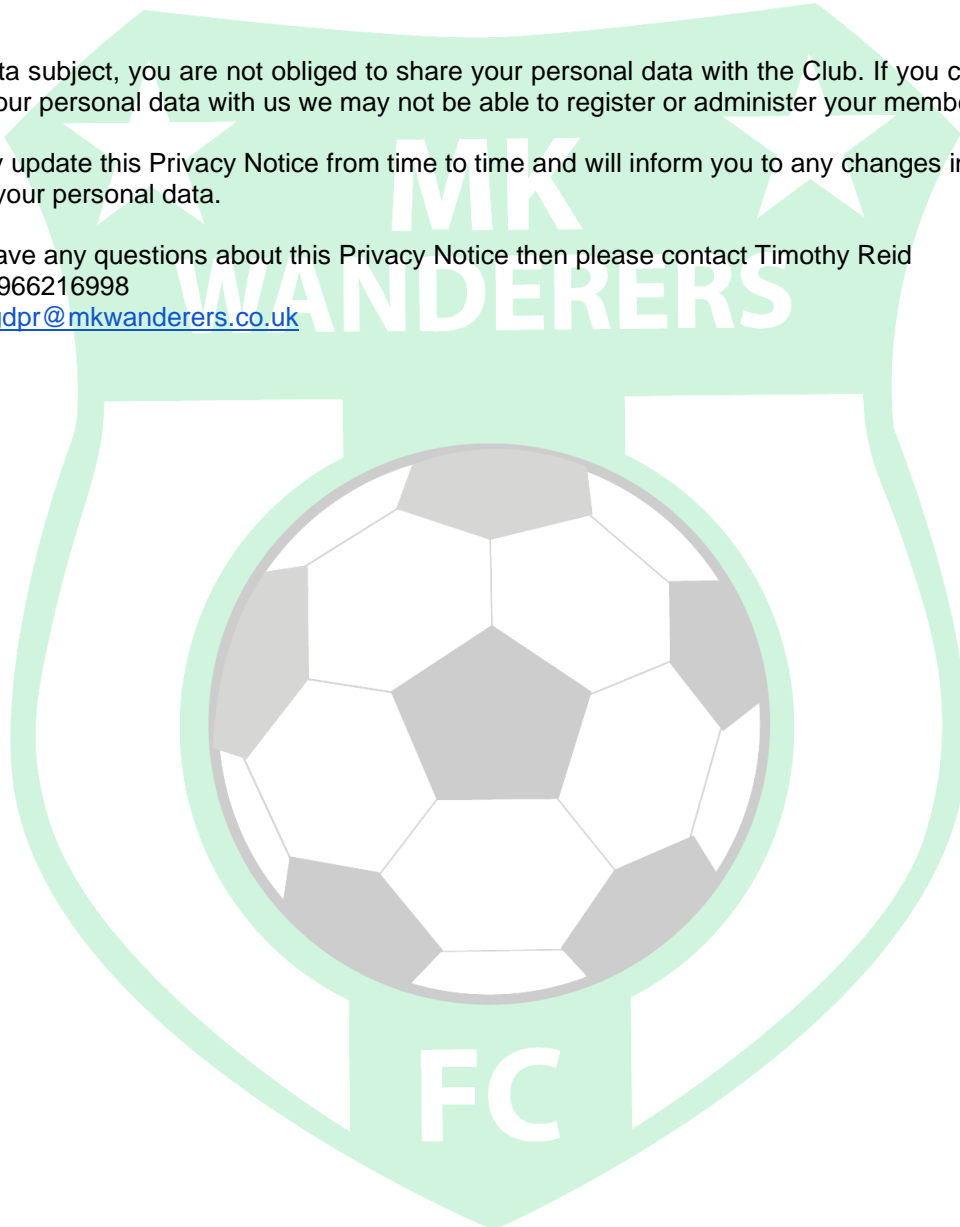 ta subject, you are not obliged to share your personal data with the Club. If you c
our personal data with us we may not be able to register or administer your membe
y update this Privacy Notice from time to time and will inform you to any changes in
your personal data.
ave any questions about this Privacy Notice then please contact Timothy Reid
966216998
gdpr@mkwanderers.co.uk
MK
WANDERERS
FC